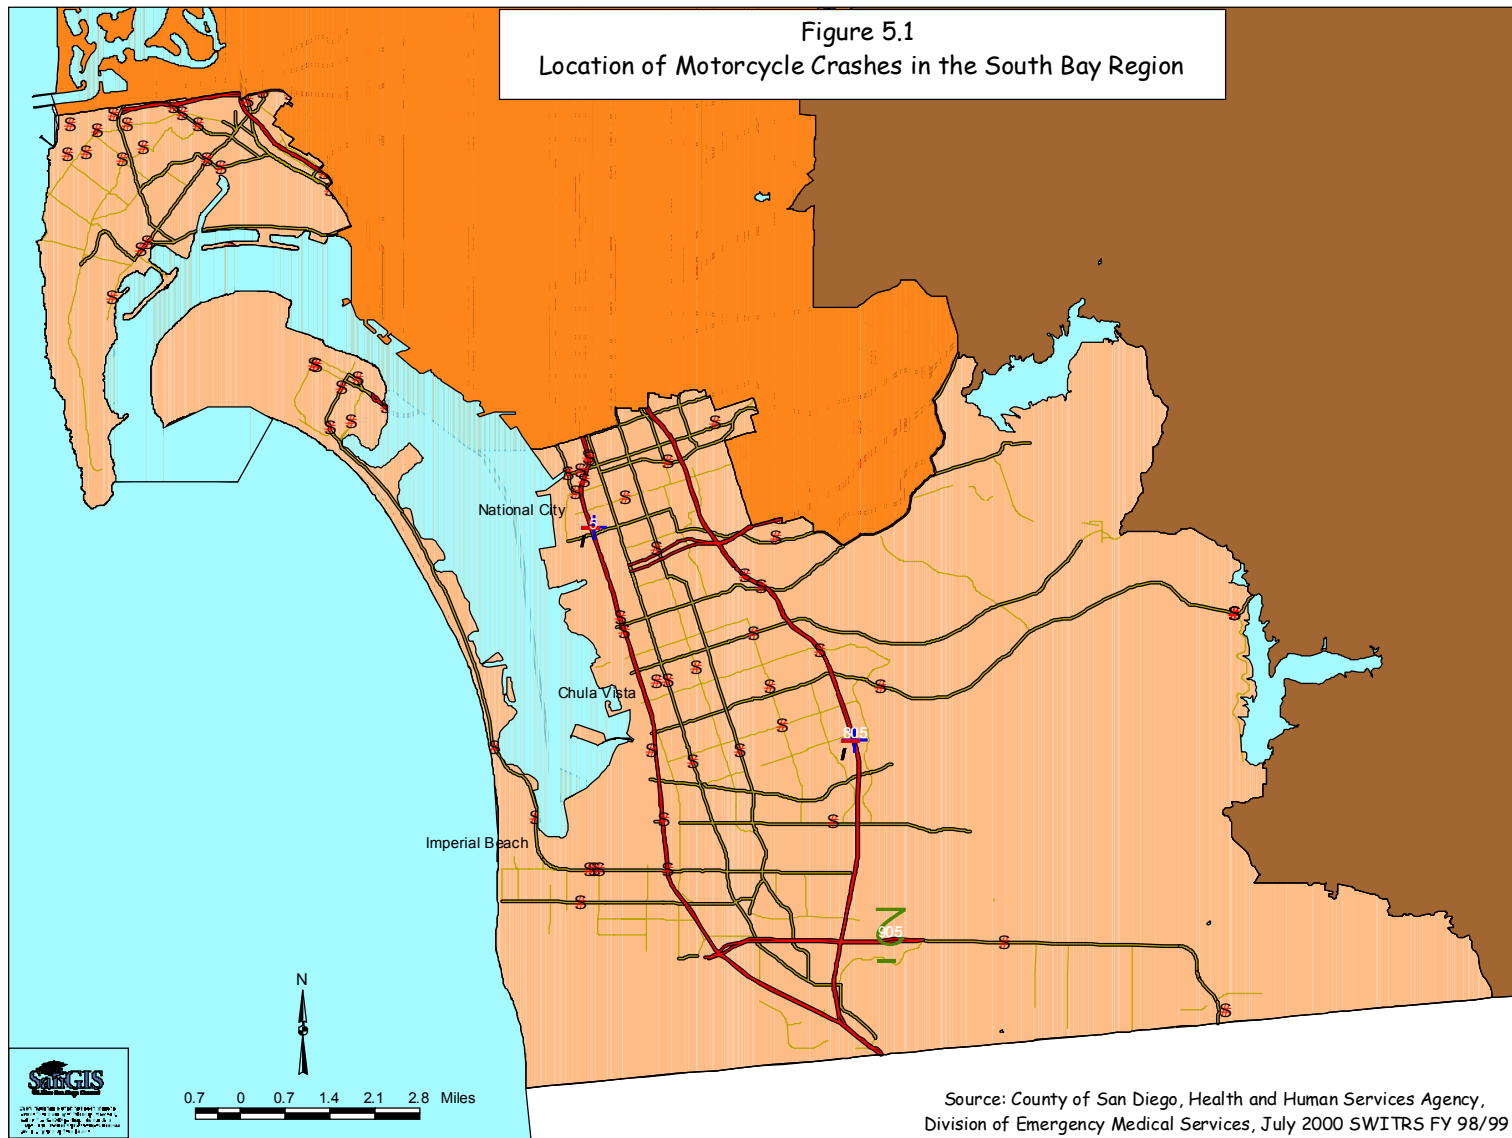 Figure 5.1
Location of Motorcycle Crashes in the South Bay Region
National City
5
Chula Vista
805
Imperial Beach
905
N
SanGIS
0.7 0 0.7 1.4 2.1 2.8 Miles
Source: County of San Diego, Health and Human Services Agency,
Division of Emergency Medical Services, July 2000 SWITRS FY 98/99